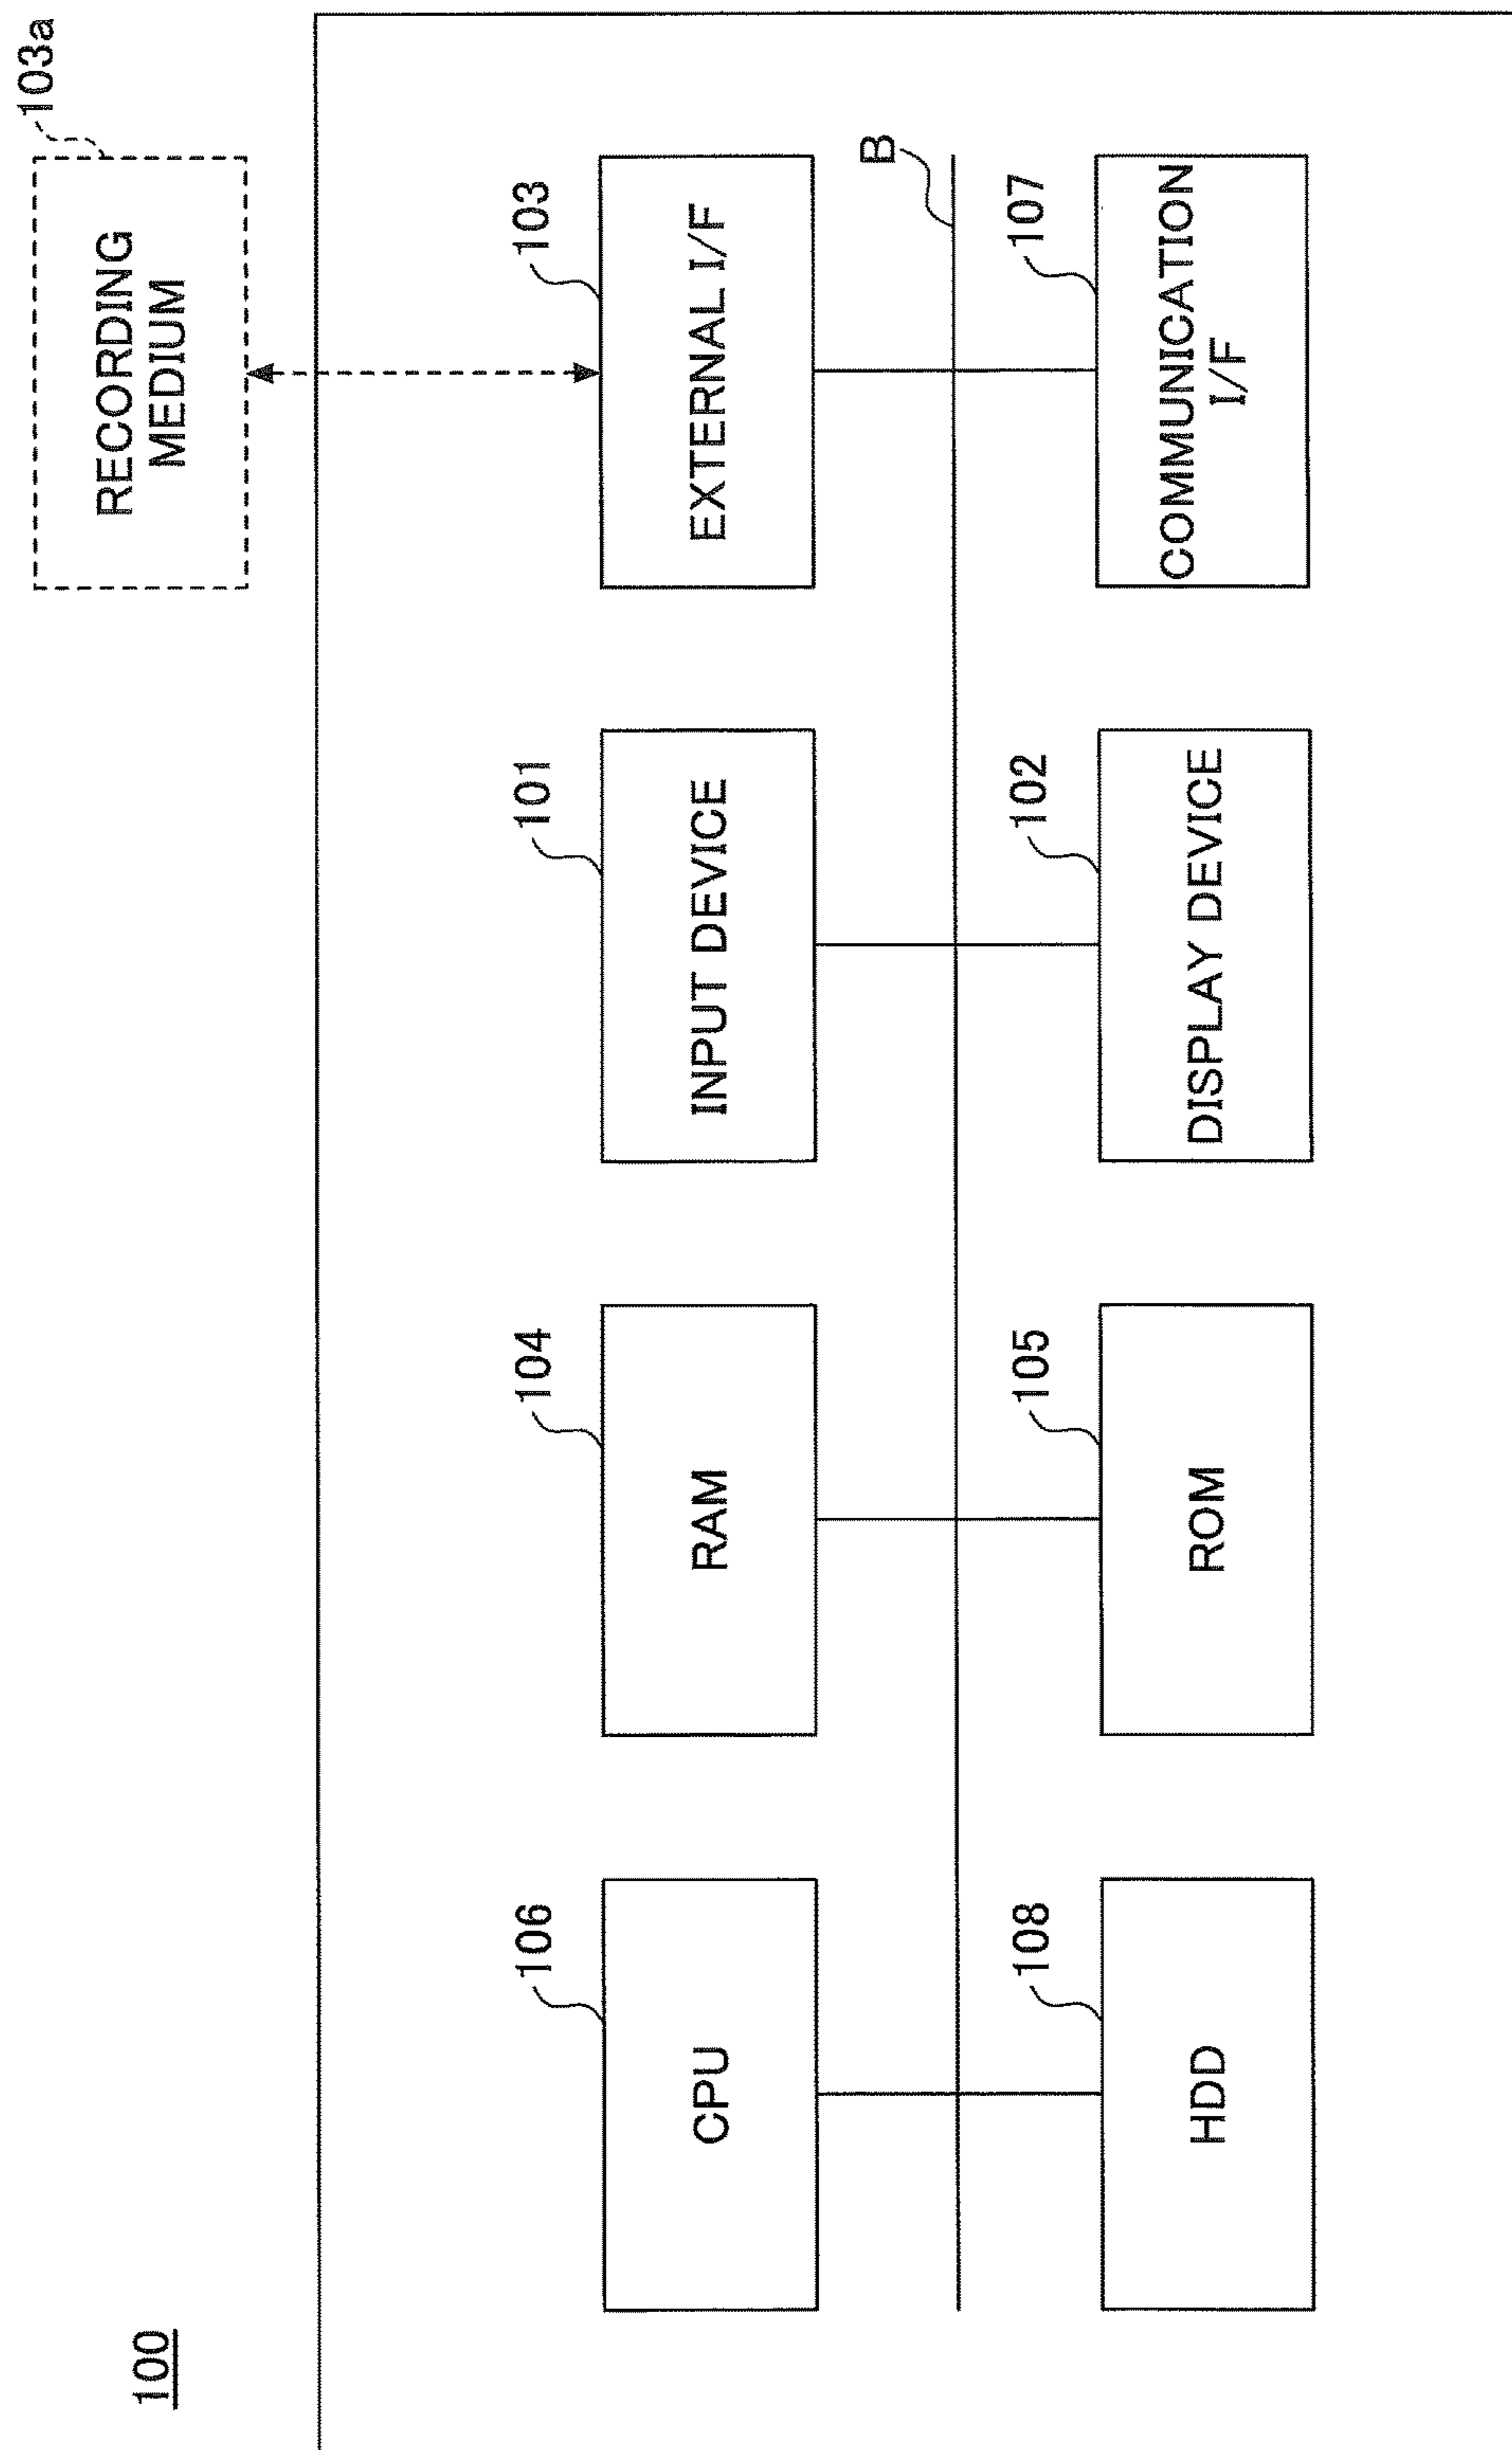 100
103a
RECORDING
MEDIUM
106
104
101
103
CPU
RAM
INPUT DEVICE
EXTERNAL I/F
B
108
105
102
107
HDD
ROM
DISPLAY DEVICE
COMMUNICATION
I/F